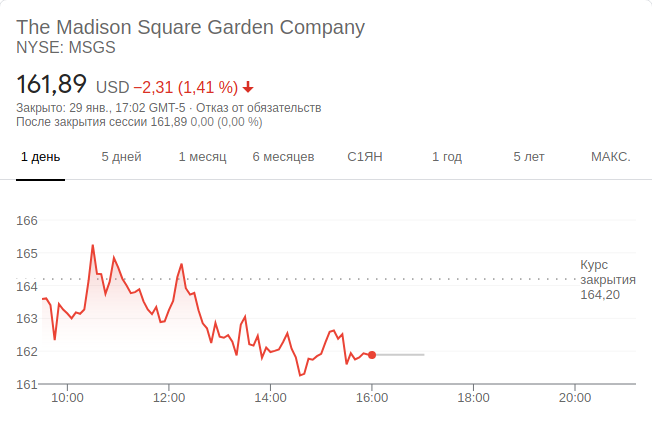 The Madison Square Garden Company
NYSE: MSGS
161,89 USD −2,31 (1,41 %)
Закрыто: 29 янв., 17:02 GMT-5 · Отказ от обязательств
После закрытия сессии 161,89 0,00 (0,00 %)
1 день 5 дней 1 месяц 6 месяцев С1ЯН 1 год 5 лет МАКС.
166
165
164
163
162
161
Курс
закрытия
164,20
10:00 12:00 14:00 16:00 18:00 20:00